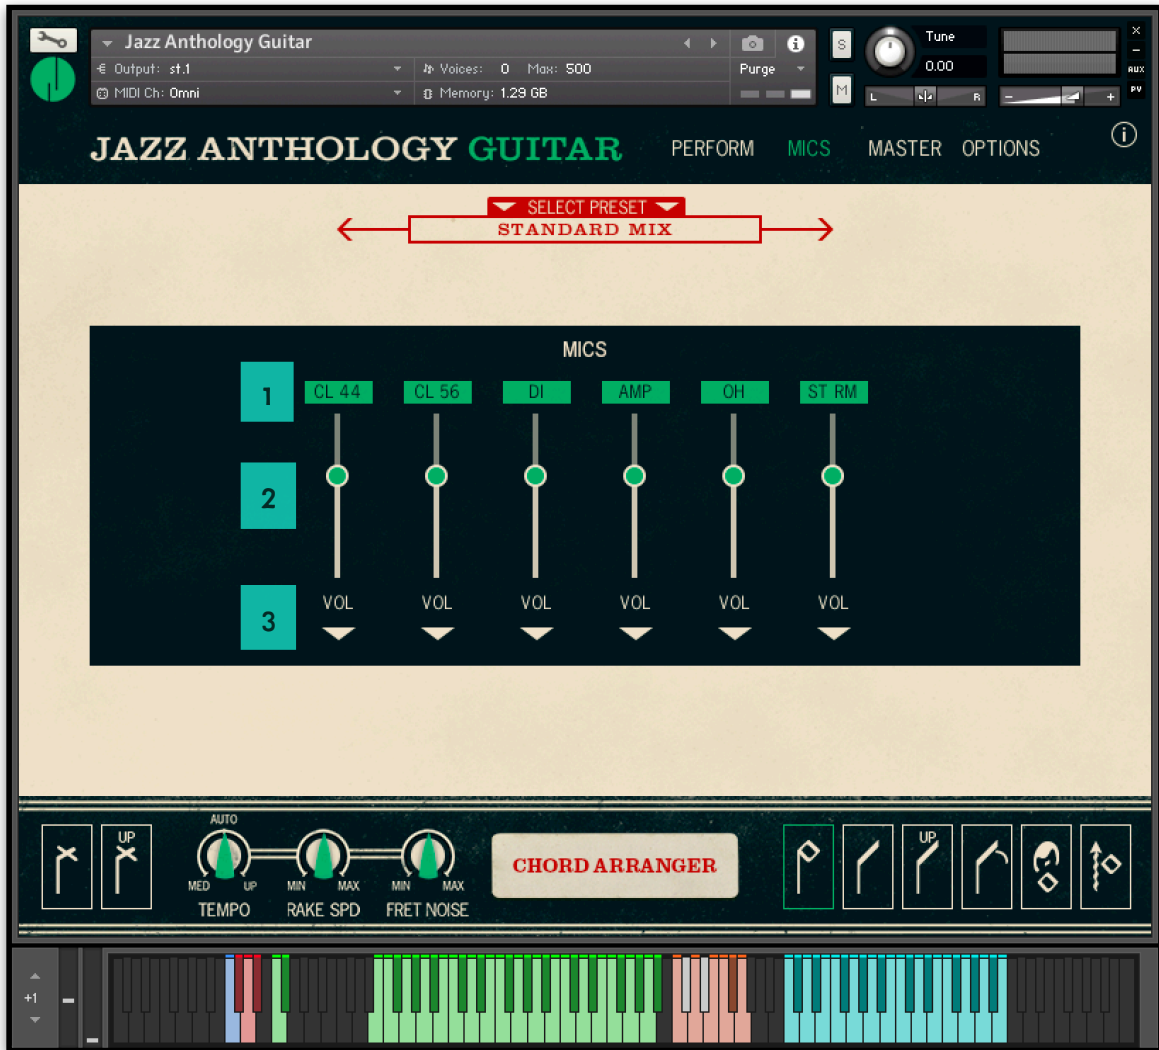 Jazz Anthology Guitar
Output: st.1
Voices: 0 Max: 500
Purge
MIDI Ch: Omni
Memory: 1.29 GB
S
M
Tune
0.00
L
R
-
+
×
-
AUX
PV
JAZZ ANTHOLOGY GUITAR
PERFORM MICS MASTER OPTIONS
i
SELECT PRESET
STANDARD MIX
MICS
1 CL 44 CL 56 DI AMP OH ST RM
2
VOL VOL VOL VOL VOL VOL
3
UP
AUTO
MED UP
MIN MAX
MIN MAX
TEMPO RAKE SPD FRET NOISE
CHORD ARRANGER
UP
+1